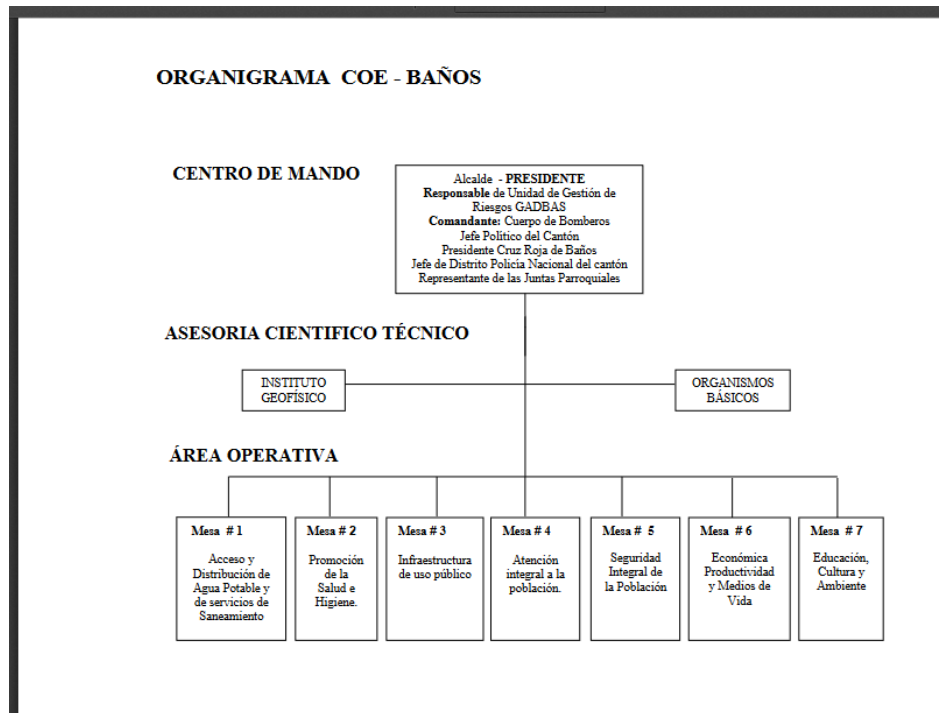 ORGANIGRAMA COE - BAÑOS
CENTRO DE MANDO
Alcalde - PRESIDENTE
Responsable de Unidad de Gestión de
Riesgos GADBAS
Comandante: Cuerpo de Bomberos
Jefe Político del Cantón
Presidente Cruz Roja de Baños
Jefe de Distrito Policía Nacional del cantón
Representante de las Juntas Parroquiales
ASESORIA CIENTIFICO TÉCNICO
INSTITUTO
GEOFÍSICO
ORGANISMOS
BÁSICOS
ÁREA OPERATIVA
Mesa # 1
Acceso y
Distribución de
Agua Potable y
de servicios de
Saneamiento
Mesa # 2
Promoción
de la
Salud e
Higiene.
Mesa # 3
Infraestructura
de uso público
Mesa # 4
Atención
integral a la
población.
Mesa # 5
Seguridad
Integral de
la Población
Mesa # 6
Económica
Productividad
y Medios de
Vida
Mesa # 7
Educación,
Cultura y
Ambiente